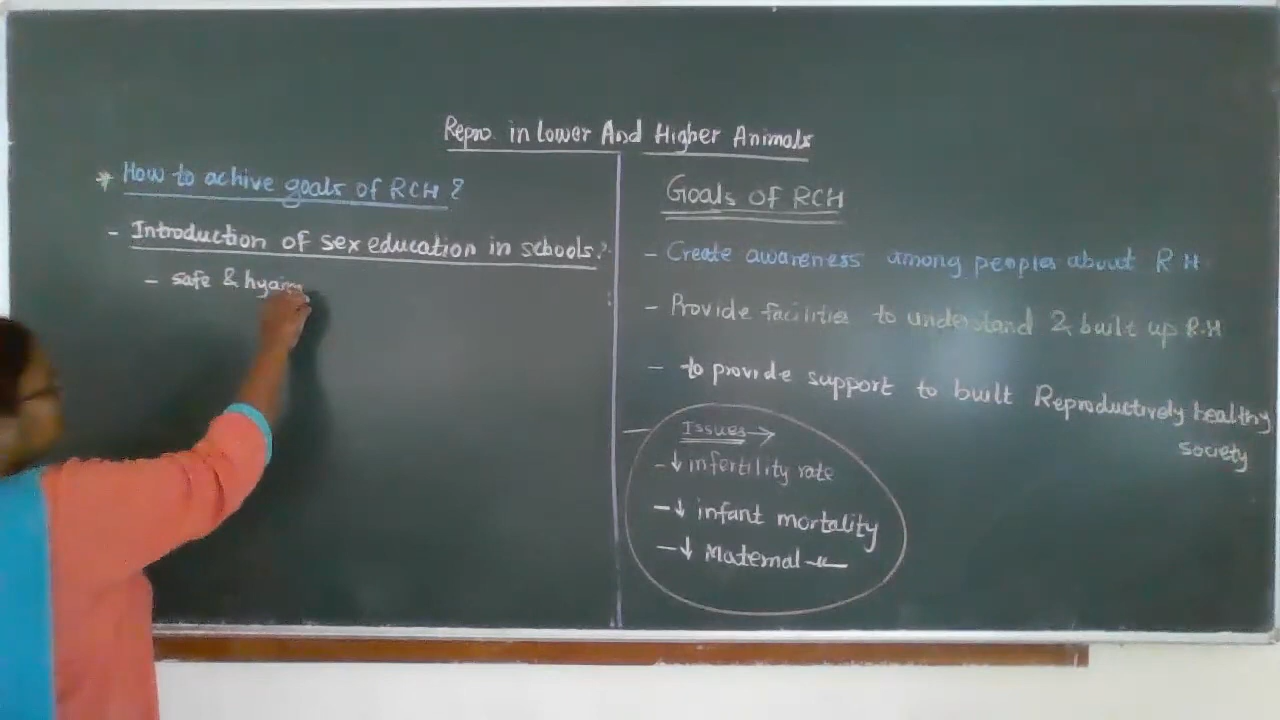 Repro. in Lower And Higher Animals
* How to achive goals of RCH ?
- Introduction of sex education in schools :
- safe &
Goals of RCH
- Create awareness among peoples about R H
- Provide facilities to understand & built up R.H
- to provide support to built Reproductively healthy
society
Issues →
- ↓ infertility rate
- ↓ infant mortality
- ↓ Maternal -〃-